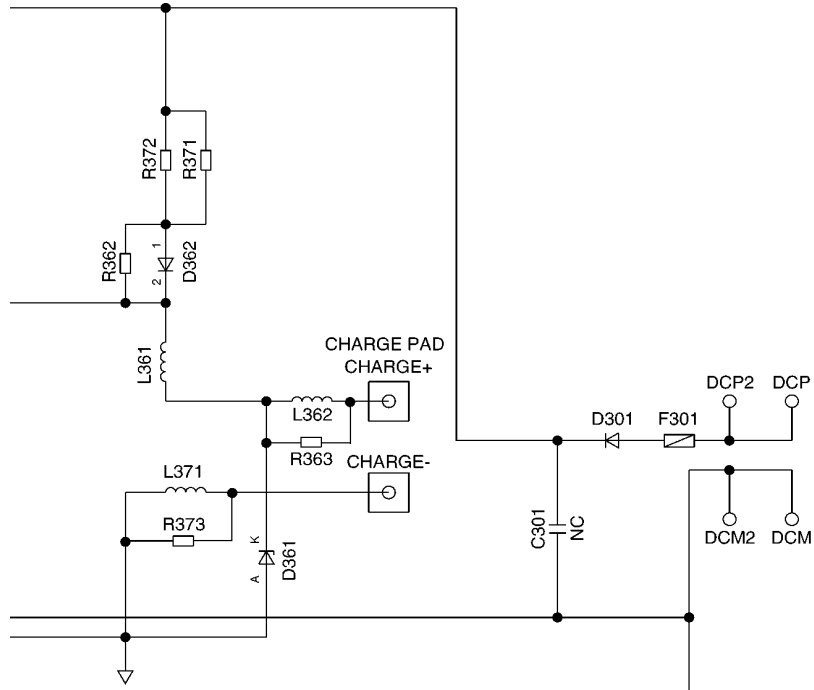 R372
R371
R362
1
2
D362
L361
CHARGE PAD
CHARGE+
L362
R363
CHARGE-
L371
R373
K
A
D361
DCP2
DCP
D301
F301
C301
NC
DCM2
DCM